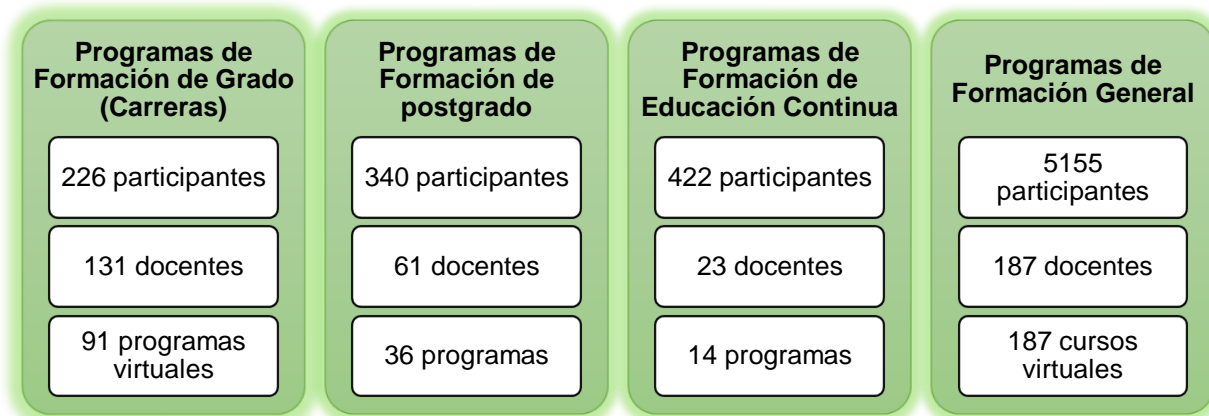 Programas de
Formación de Grado
(Carreras)
226 participantes
131 docentes
91 programas
virtuales
Programas de
Formación de
postgrado
340 participantes
61 docentes
36 programas
Programas de
Formación de
Educación Continua
422 participantes
23 docentes
14 programas
Programas de
Formación General
5155
participantes
187 docentes
187 cursos
virtuales